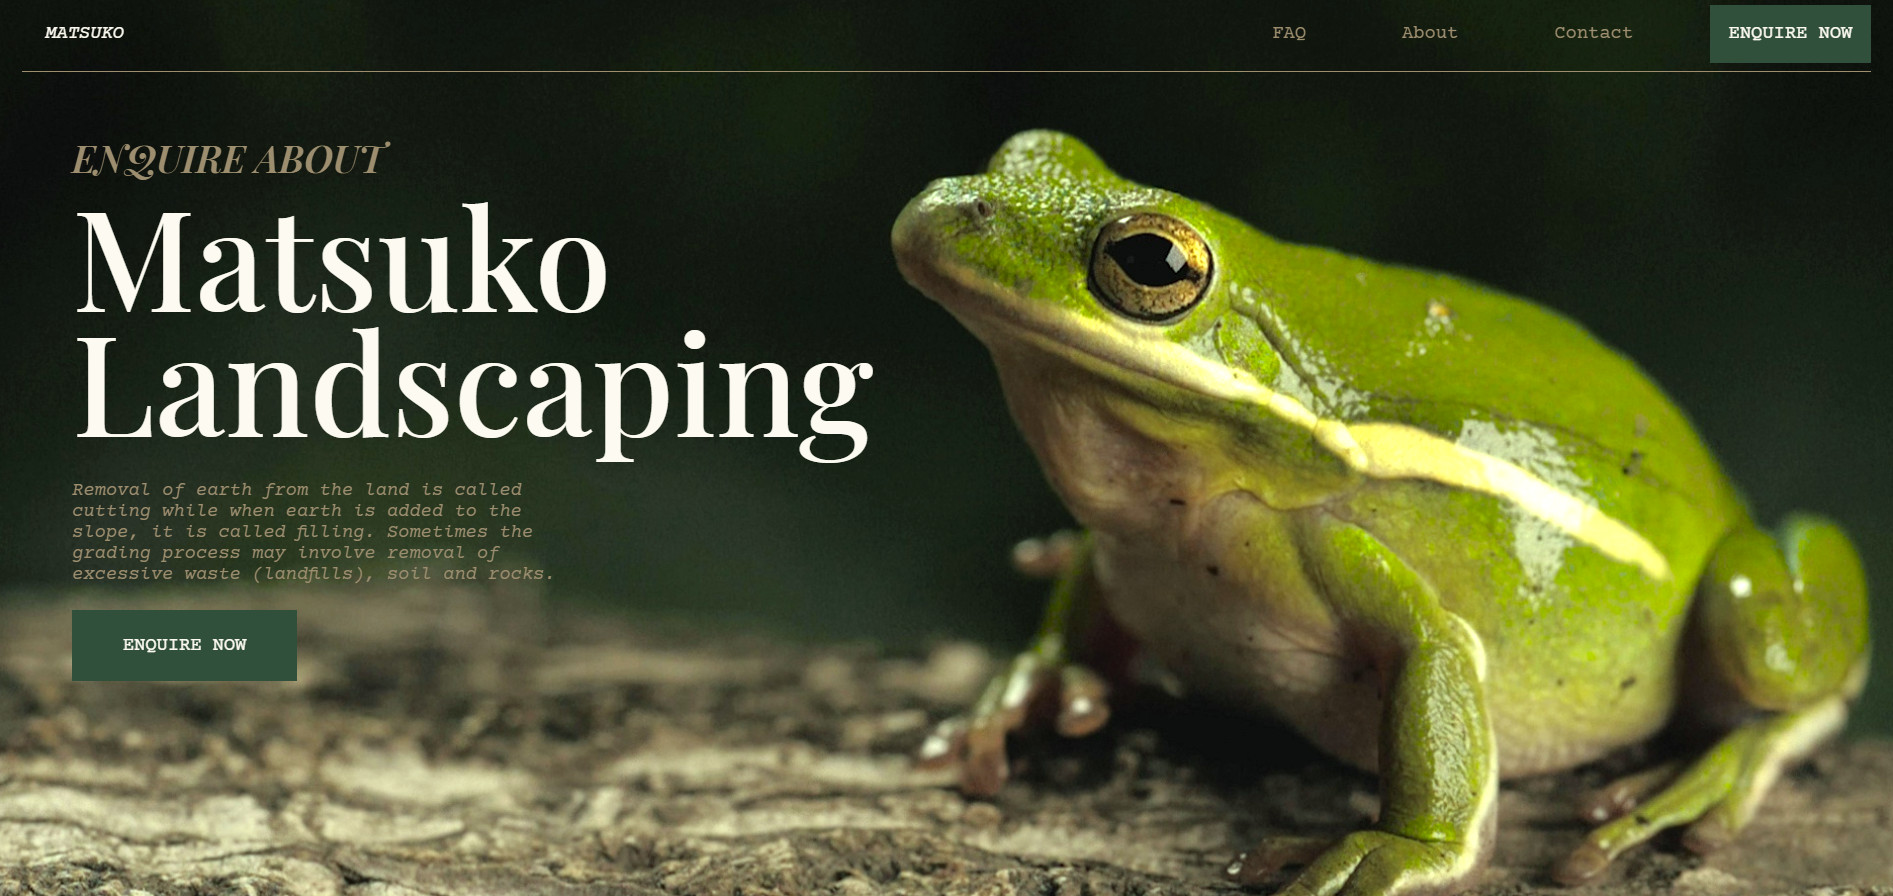 MATSUKO
FAQ
About
Contact
ENQUIRE NOW
ENQUIRE ABOUT
Matsuko
Landscaping
Removal of earth from the land is called
cutting while when earth is added to the
slope, it is called filling. Sometimes the
grading process may involve removal of
excessive waste (landfills), soil and rocks.
ENQUIRE NOW